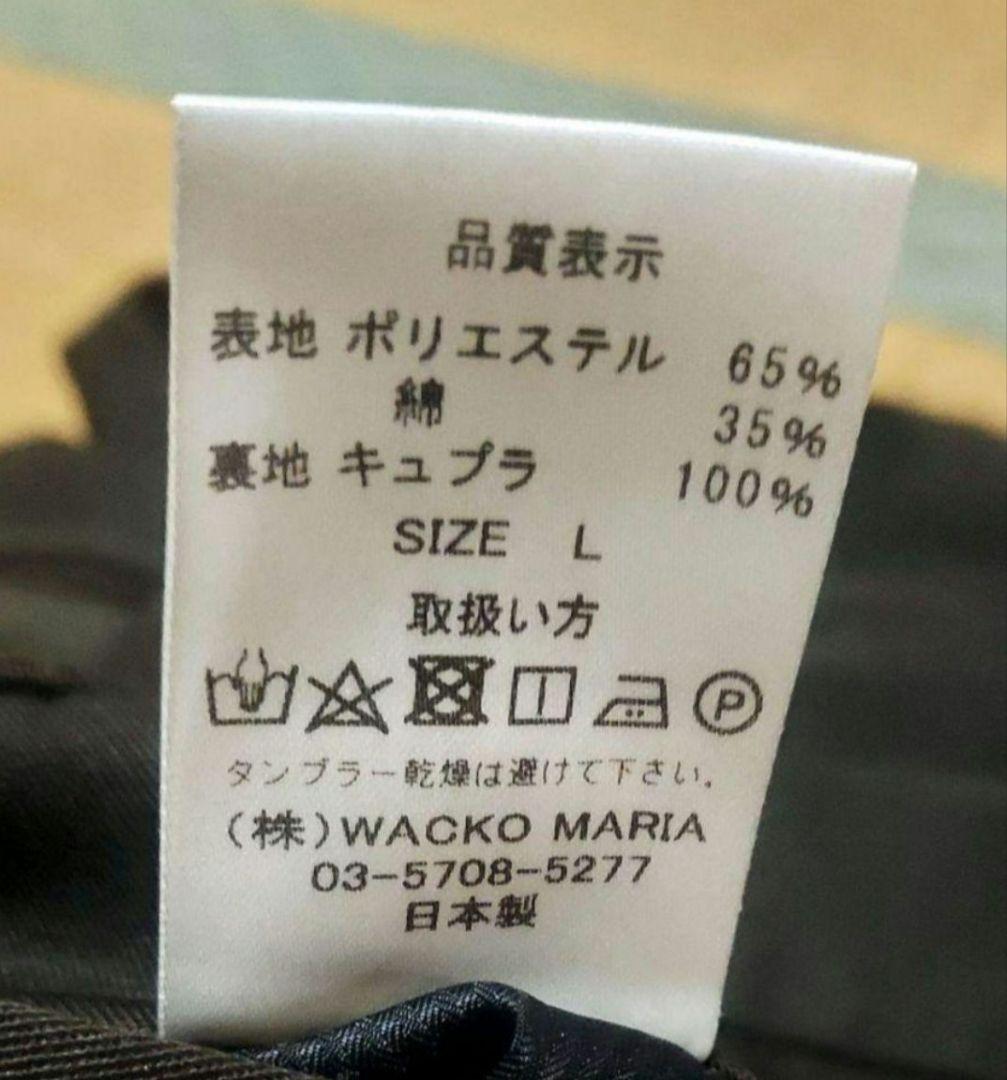 品質表示
表地 ポリエステル 65%
綿 35%
裏地 キュプラ 100%
SIZE L
取扱い方
P
タンブラー乾燥は避けて下さい.
(株)WACKO MARIA
03-5708-5277
日本製